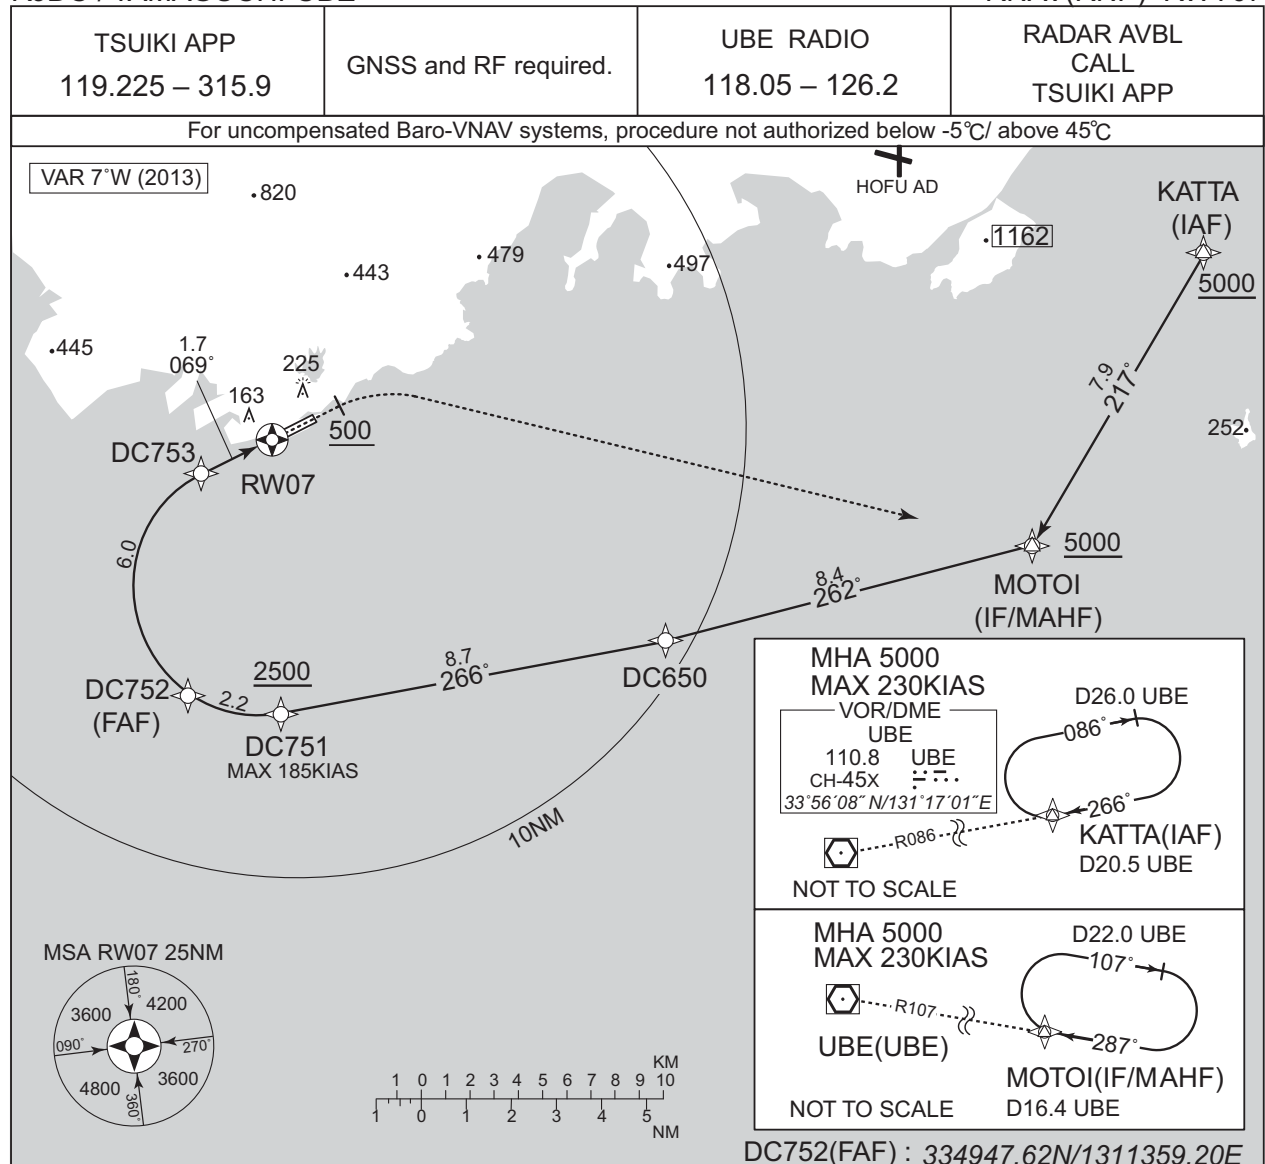 TSUIKI APP
119.225 – 315.9
GNSS and RF required.
UBE RADIO
118.05 – 126.2
RADAR AVBL
CALL
TSUIKI APP
For uncompensated Baro-VNAV systems, procedure not authorized below -5℃/ above 45℃
VAR 7˚W (2013)
820
HOFU AD
KATTA
(IAF)
5000
1162
479
497
443
445
1.7
069˚
225
163
500
7.9
217˚
252
DC753
RW07
6.0
5000
MOTOI
(IF/MAHF)
8.4
262˚
DC650
8.7
266˚
2500
2.2
DC752
(FAF)
DC751
MAX 185KIAS
10NM
MHA 5000
MAX 230KIAS
VOR/DME
UBE
110.8 UBE
CH-45X
33˚56´08˝ N/131˚17´01˝E
D26.0 UBE
086˚
266˚
R086
KATTA(IAF)
D20.5 UBE
NOT TO SCALE
MHA 5000
MAX 230KIAS
D22.0 UBE
107˚
R107
287˚
UBE(UBE)
MOTOI(IF/MAHF)
D16.4 UBE
NOT TO SCALE
MSA RW07 25NM
180˚
3600
4200
090˚
270˚
4800
3600
360˚
KM
1 0 1 2 3 4 5 6 7 8 9 10
1 0 1 2 3 4 5
NM
DC752(FAF) : 334947.62N/1311359.20E